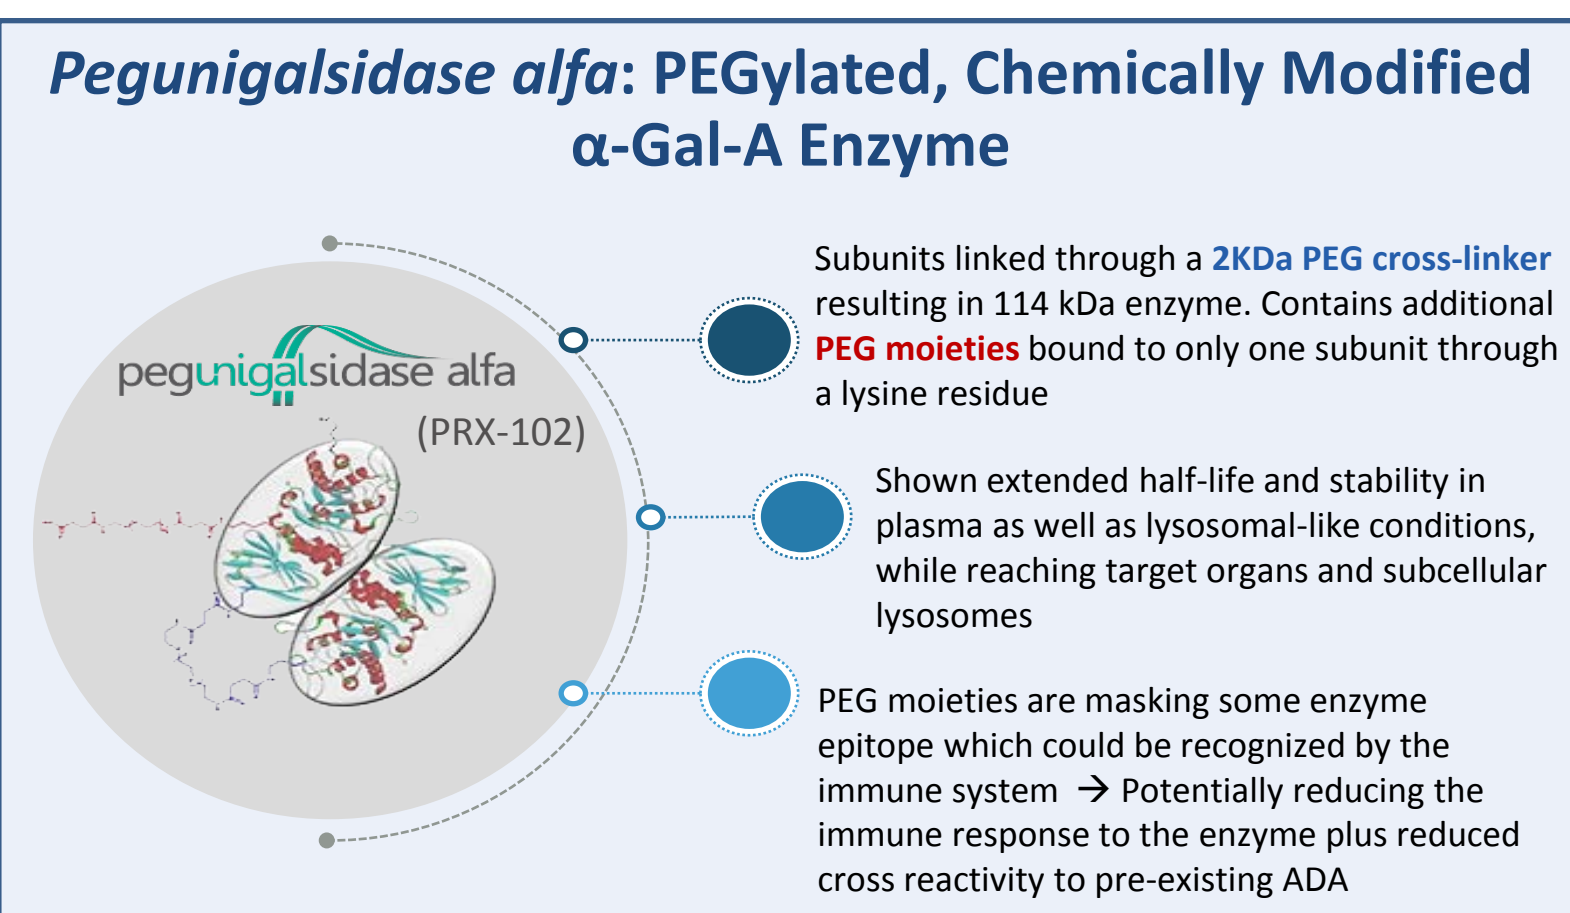 Pegunigalsidase alfa: PEGylated, Chemically Modified
α-Gal-A Enzyme
Subunits linked through a 2KDa PEG cross-linker
resulting in 114 kDa enzyme. Contains additional
PEG moieties bound to only one subunit through
a lysine residue
pegunigalsidase alfa
(PRX-102)
Shown extended half-life and stability in
plasma as well as lysosomal-like conditions,
while reaching target organs and subcellular
lysosomes
PEG moieties are masking some enzyme
epitope which could be recognized by the
immune system → Potentially reducing the
immune response to the enzyme plus reduced
cross reactivity to pre-existing ADA